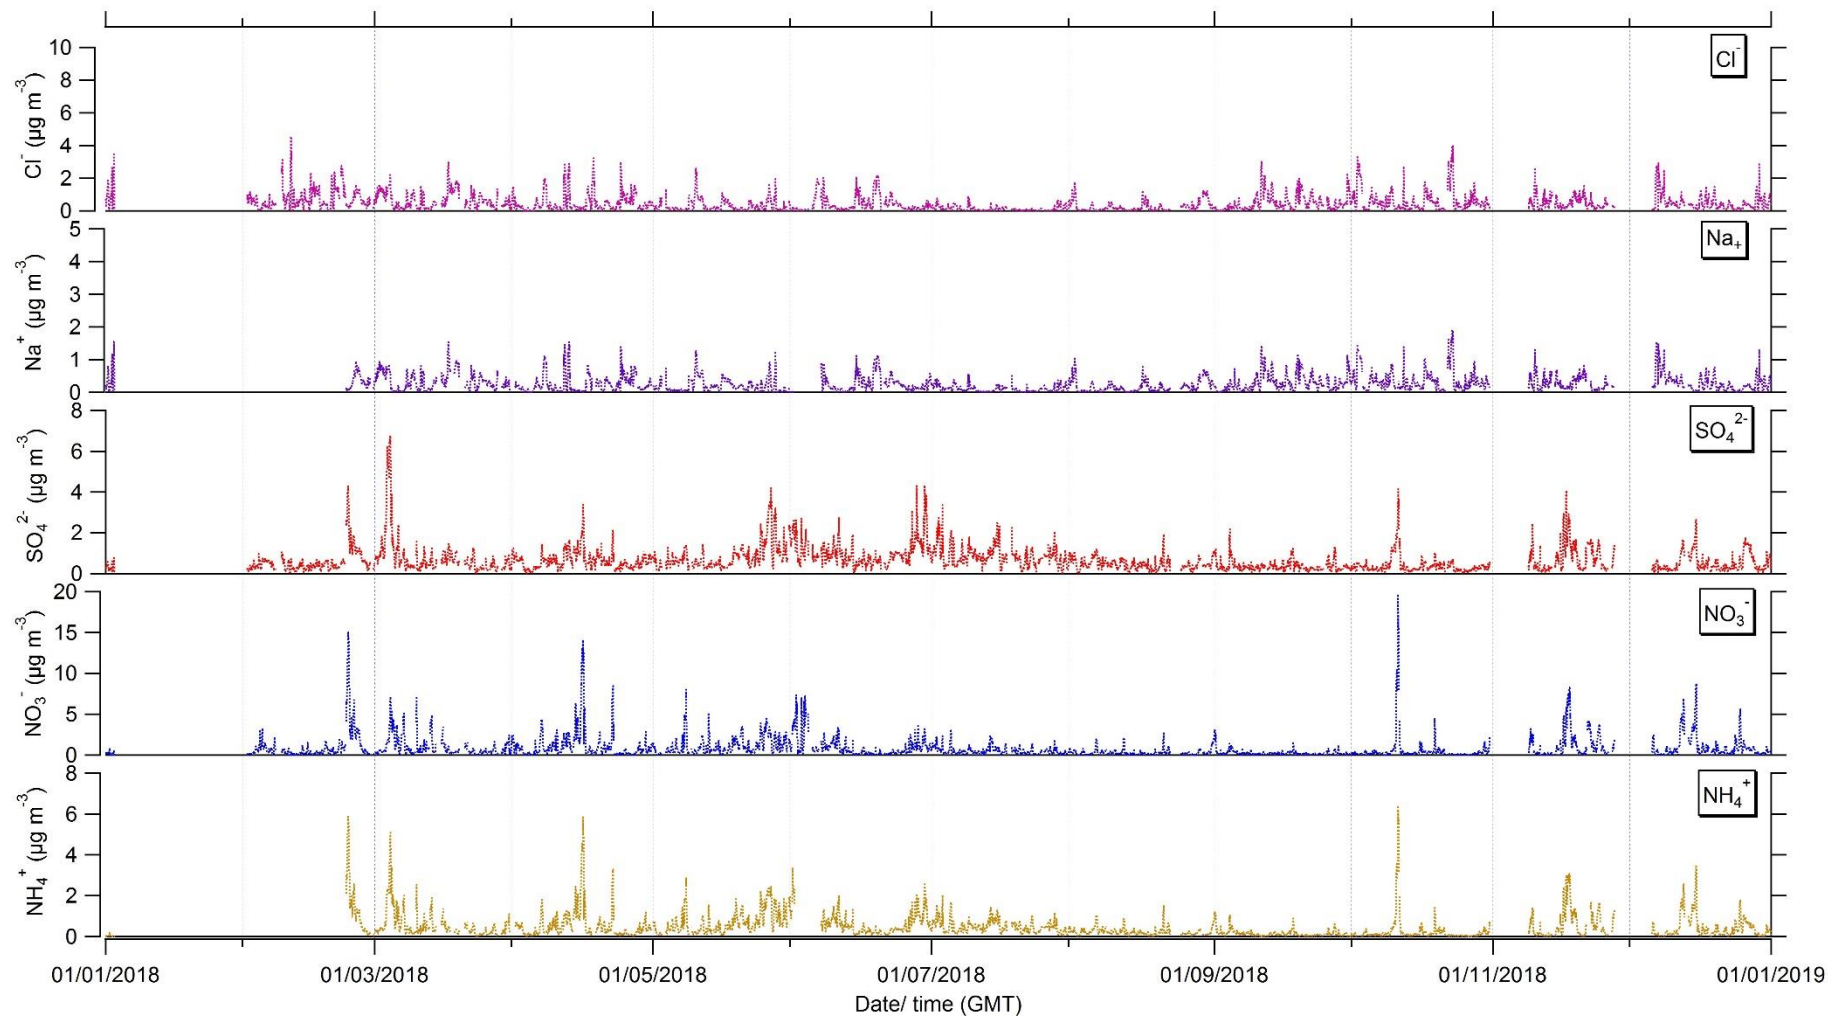 10
8
6
4
2
0
Cl⁻ (µg m⁻³)
Cl⁻
5
4
3
2
1
0
Na⁺ (µg m⁻³)
Na₊
8
6
4
2
0
SO₄²⁻ (µg m⁻³)
SO₄²⁻
20
15
10
5
0
NO₃⁻ (µg m⁻³)
NO₃⁻
8
6
4
2
0
NH₄⁺ (µg m⁻³)
NH₄⁺
01/01/2018 01/03/2018 01/05/2018 01/07/2018 01/09/2018 01/11/2018 01/01/2019
Date/ time (GMT)